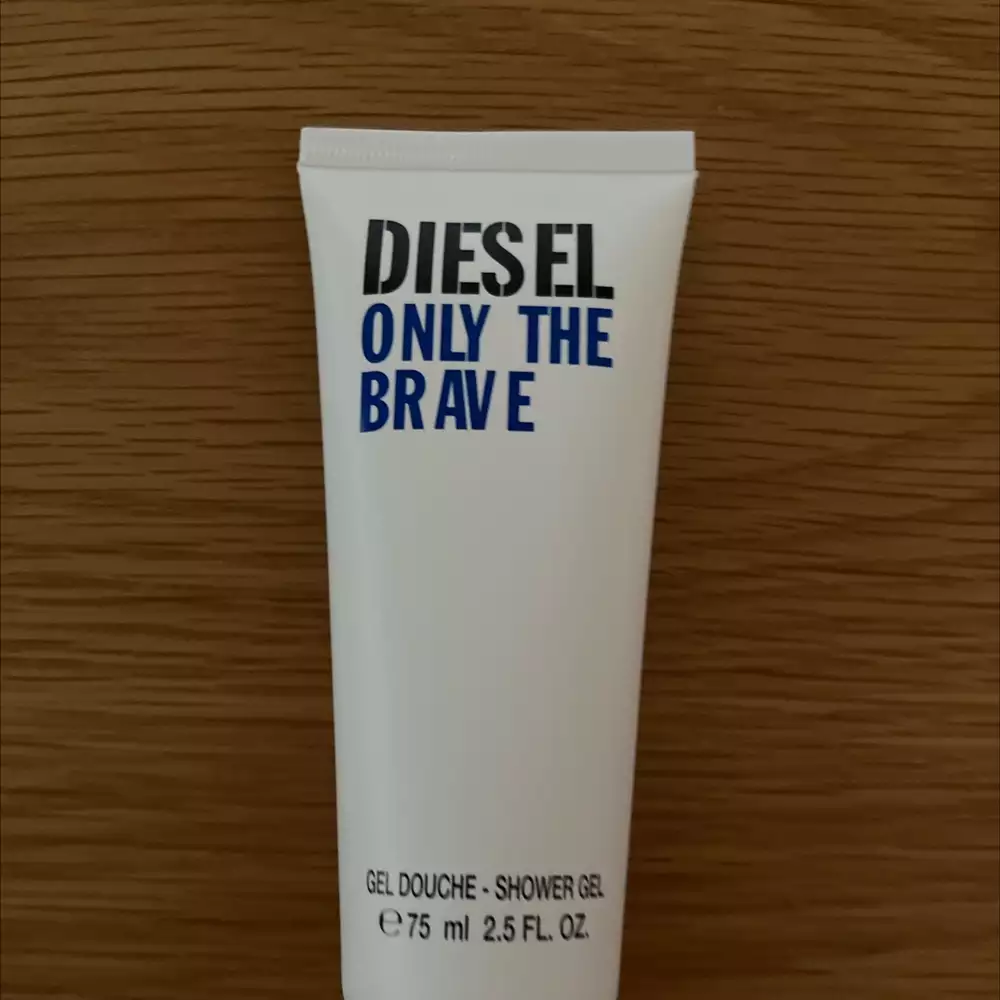 DIESEL
ONLY THE
BRAVE
GEL DOUCHE - SHOWER GEL
℮75 ml 2.5 FL. OZ.